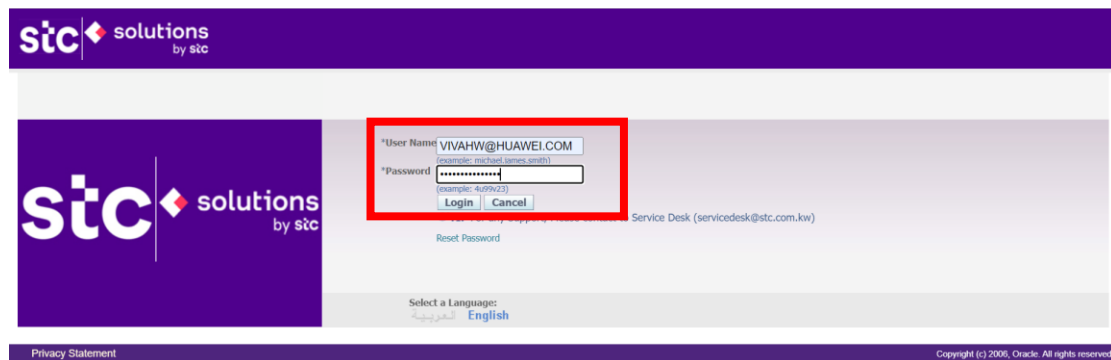 stc solutions
by stc
*User Name VIVAHW@HUAWEI.COM
(example: michael.james.smith)
*Password ••••••••••••••
(example: 4u99v23)
Login Cancel
Service Desk (servicedesk@stc.com.kw)
stc solutions
by stc
Reset Password
Select a Language:
العربية English
Privacy Statement
Copyright (c) 2006, Oracle. All rights reserved